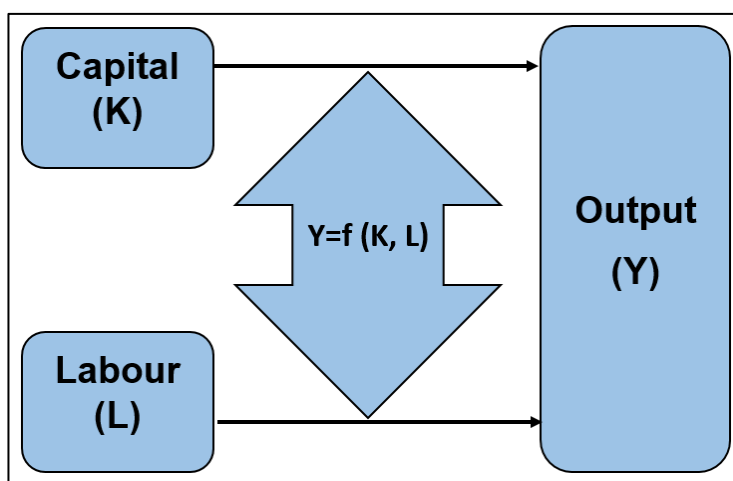 Capital
(K)
Y=f (K, L)
Output
(Y)
Labour
(L)